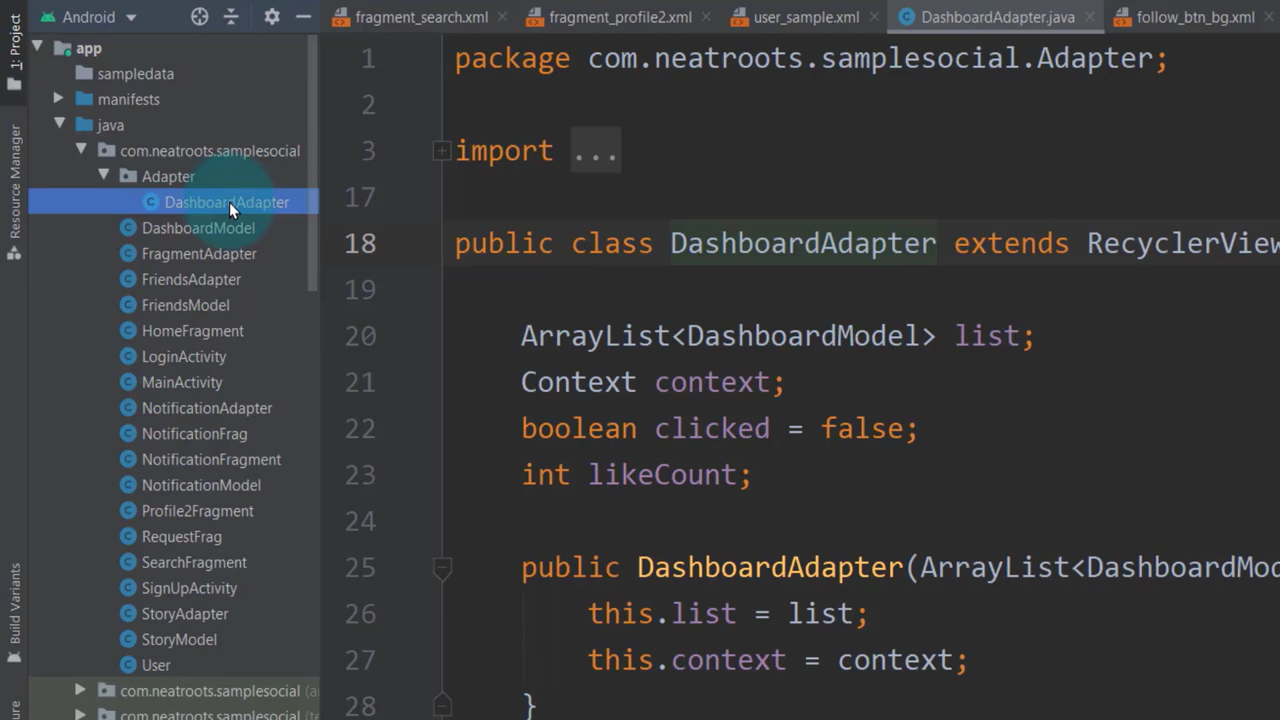 1: Project
Resource Manager
Build Variants
Android
fragment_search.xml
fragment_profile2.xml
user_sample.xml
DashboardAdapter.java
follow_btn_bg.xml
app
sampledata
manifests
java
com.neatroots.samplesocial
Adapter
DashboardAdapter
DashboardModel
FragmentAdapter
FriendsAdapter
FriendsModel
HomeFragment
LoginActivity
MainActivity
NotificationAdapter
NotificationFrag
NotificationFragment
NotificationModel
Profile2Fragment
RequestFrag
SearchFragment
SignUpActivity
StoryAdapter
StoryModel
User
com.neatroots.samplesocial (a
com.neatroots.samplesocial (te
1 package com.neatroots.samplesocial.Adapter;
2
3 import ...
17
18 public class DashboardAdapter extends RecyclerView
19
20 ArrayList<DashboardModel> list;
21 Context context;
22 boolean clicked = false;
23 int likeCount;
24
25 public DashboardAdapter(ArrayList<DashboardMod
26 this.list = list;
27 this.context = context;
28 }